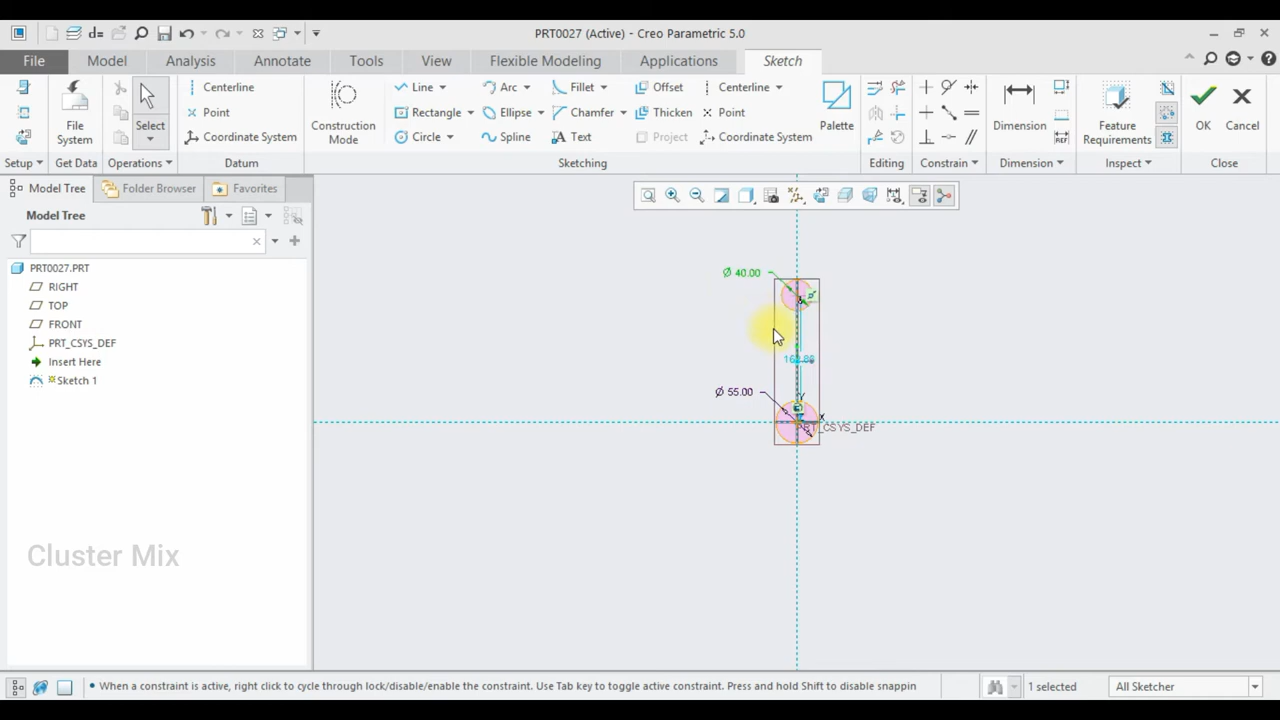 d=
PRT0027 (Active) - Creo Parametric 5.0
File Model Analysis Annotate Tools View Flexible Modeling Applications Sketch
Centerline Line Arc Fillet Offset Centerline
Point Rectangle Ellipse Chamfer Thicken Point
File System Select Coordinate System Construction Mode Circle Spline Text Project Coordinate System Palette Dimension Feature Requirements OK Cancel
Setup Get Data Operations Datum Sketching Editing Constrain Dimension Inspect Close
Model Tree Folder Browser Favorites
Model Tree
PRT0027.PRT
RIGHT
TOP
FRONT
PRT_CSYS_DEF
Insert Here
Sketch 1
Ø 40.00
Ø 55.00
Y
X
PRT_CSYS_DEF
Cluster Mix
• When a constraint is active, right click to cycle through lock/disable/enable the constraint. Use Tab key to toggle active constraint. Press and hold Shift to disable snappin
1 selected
All Sketcher